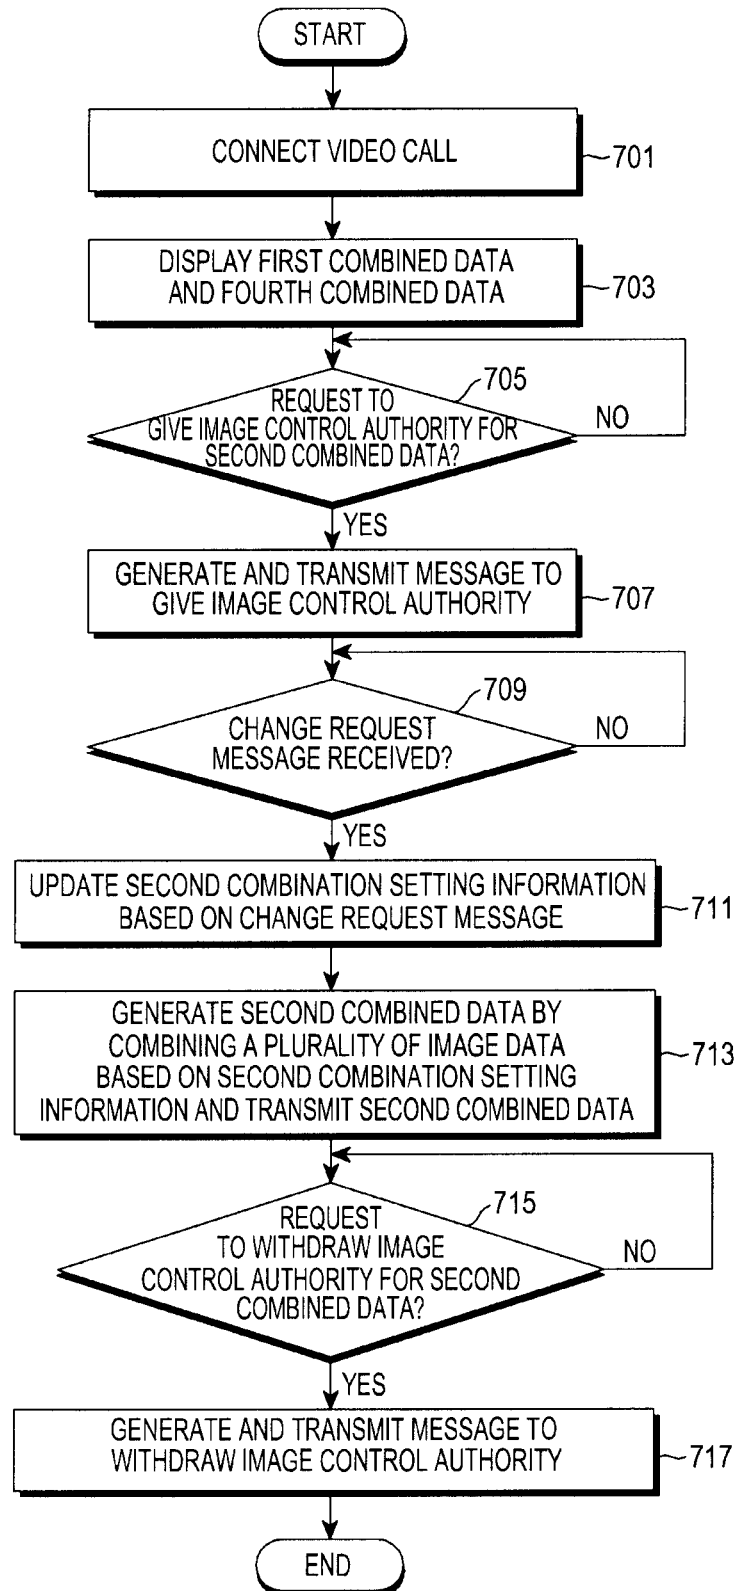 START
CONNECT VIDEO CALL
701
DISPLAY FIRST COMBINED DATA
AND FOURTH COMBINED DATA
703
705
REQUEST TO
GIVE IMAGE CONTROL AUTHORITY FOR
SECOND COMBINED DATA?
NO
YES
GENERATE AND TRANSMIT MESSAGE TO
GIVE IMAGE CONTROL AUTHORITY
707
709
CHANGE REQUEST
MESSAGE RECEIVED?
NO
YES
UPDATE SECOND COMBINATION SETTING INFORMATION
BASED ON CHANGE REQUEST MESSAGE
711
GENERATE SECOND COMBINED DATA BY
COMBINING A PLURALITY OF IMAGE DATA
BASED ON SECOND COMBINATION SETTING
INFORMATION AND TRANSMIT SECOND COMBINED DATA
713
715
REQUEST
TO WITHDRAW IMAGE
CONTROL AUTHORITY FOR SECOND
COMBINED DATA?
NO
YES
GENERATE AND TRANSMIT MESSAGE TO
WITHDRAW IMAGE CONTROL AUTHORITY
717
END